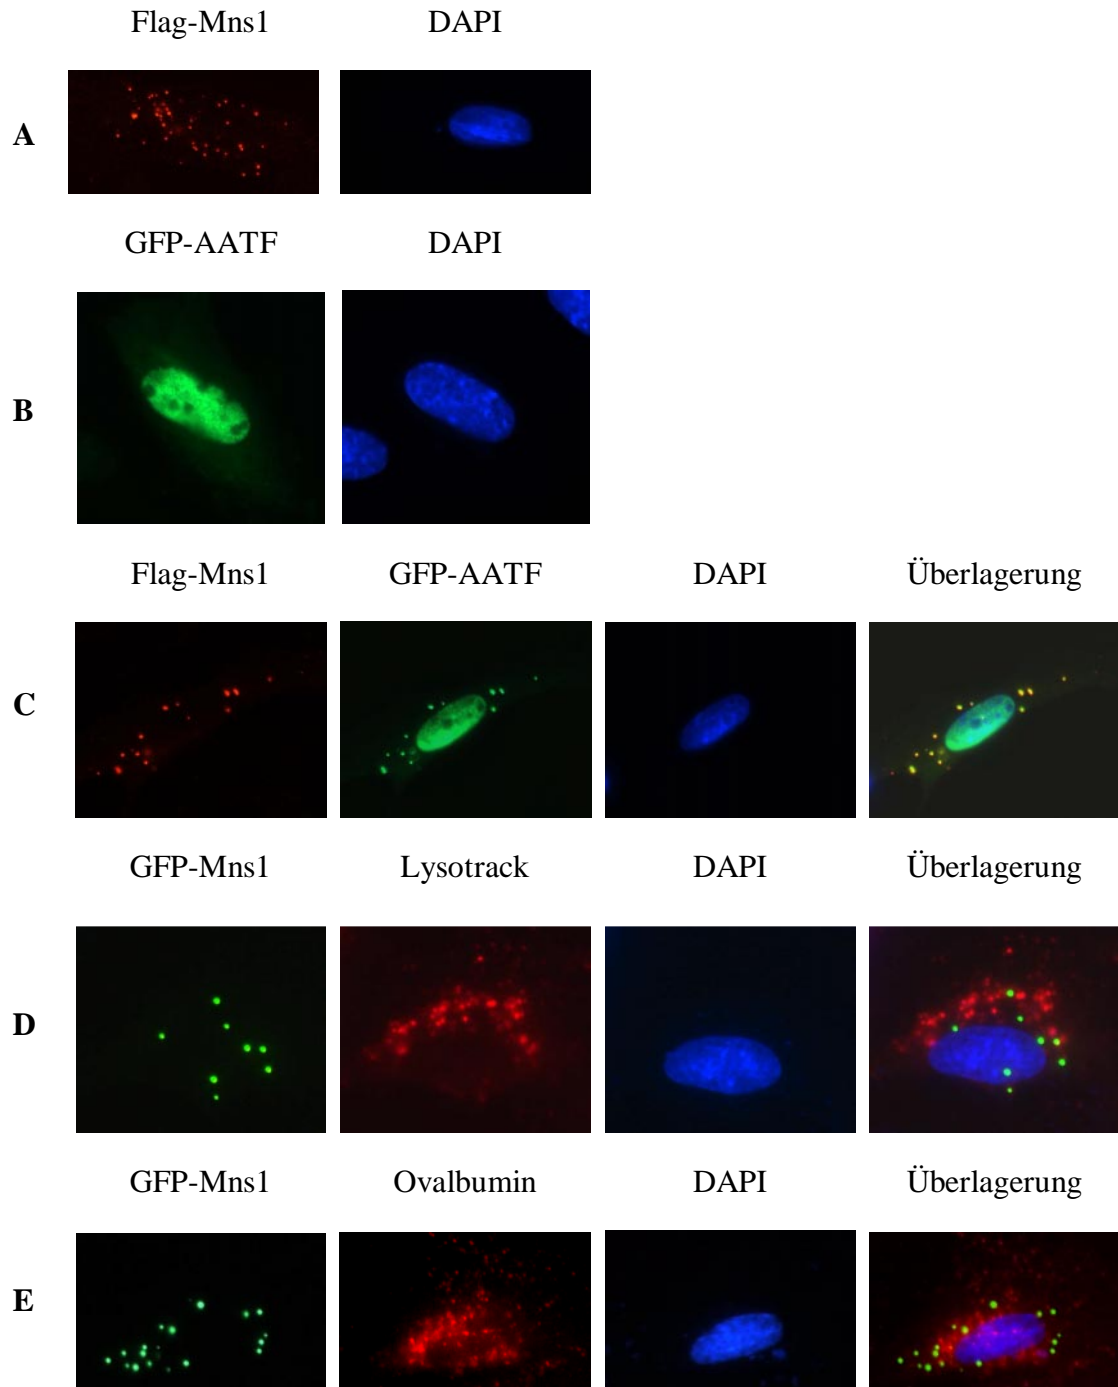 Flag-Mns1 DAPI
A
GFP-AATF DAPI
B
Flag-Mns1 GFP-AATF DAPI Überlagerung
C
GFP-Mns1 Lysotrack DAPI Überlagerung
D
GFP-Mns1 Ovalbumin DAPI Überlagerung
E